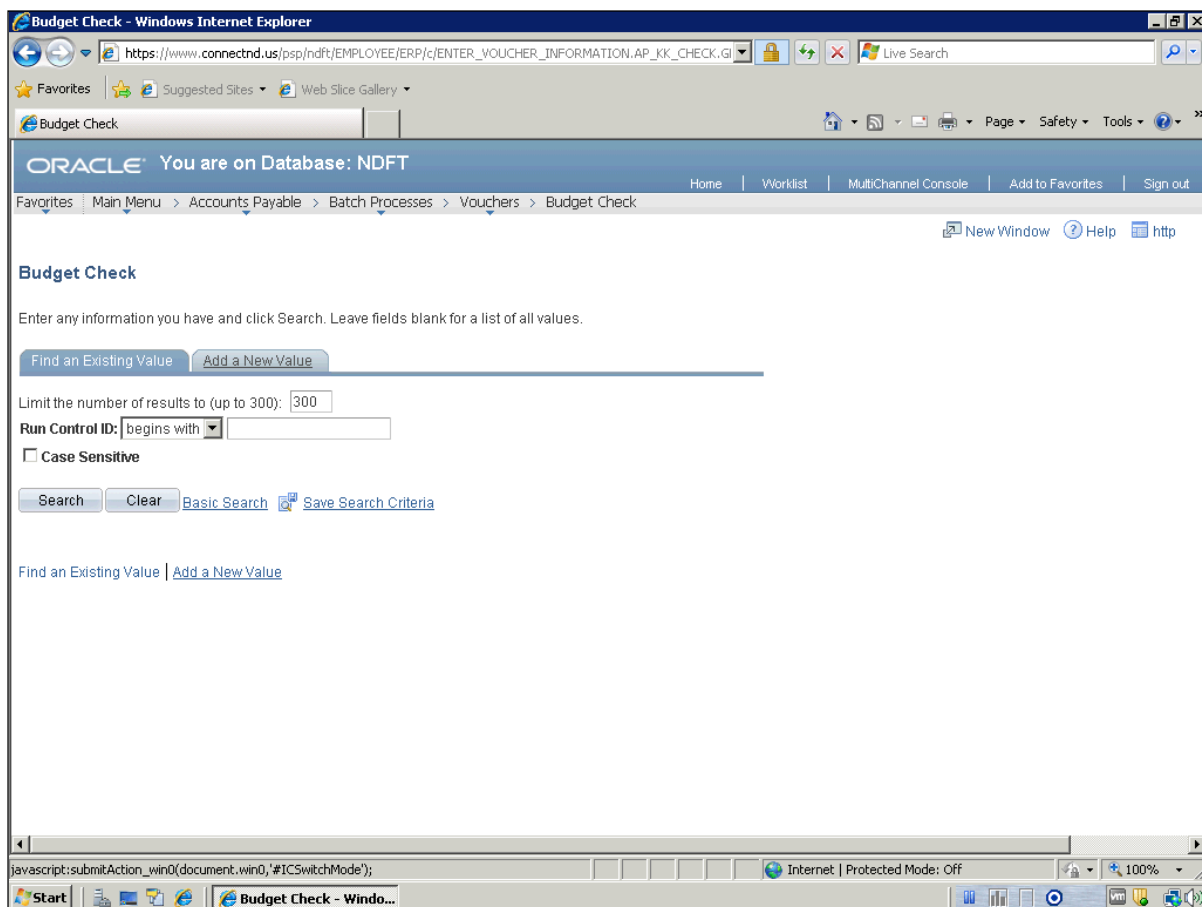 Budget Check - Windows Internet Explorer
https://www.connectnd.us/psp/ndft/EMPLOYEE/ERP/c/ENTER_VOUCHER_INFORMATION.AP_KK_CHECK.G
Live Search
Favorites Suggested Sites Web Slice Gallery
Budget Check Page Safety Tools
ORACLE You are on Database: NDFT
Home | Worklist | MultiChannel Console | Add to Favorites | Sign out
Favorites Main Menu > Accounts Payable > Batch Processes > Vouchers > Budget Check
New Window Help http
Budget Check
Enter any information you have and click Search. Leave fields blank for a list of all values.
Find an Existing Value Add a New Value
Limit the number of results to (up to 300): 300
Run Control ID: begins with
Case Sensitive
Search Clear Basic Search Save Search Criteria
Find an Existing Value | Add a New Value
javascript:submitAction_win0(document.win0,'#ICSwitchMode'); Internet | Protected Mode: Off 100%
Start Budget Check - Windo... vm